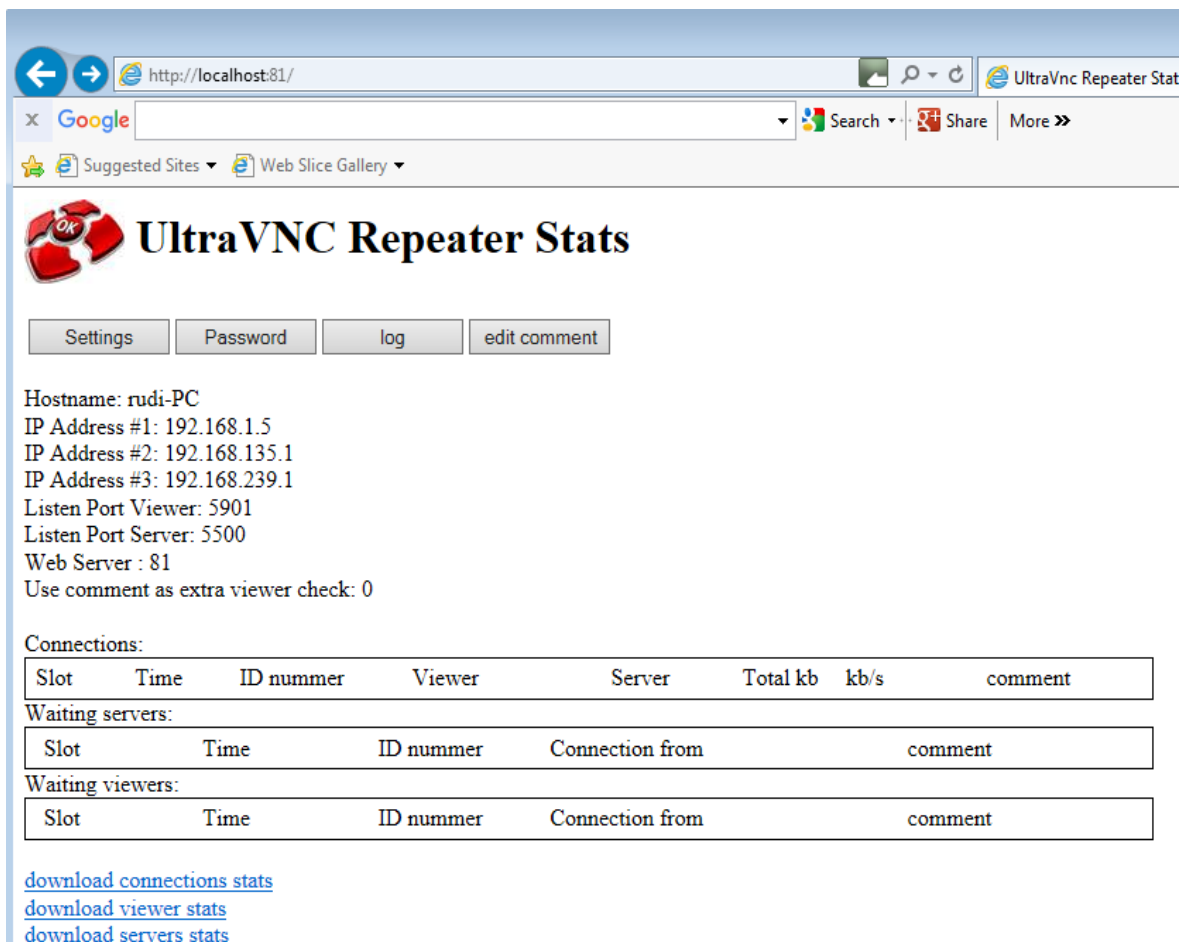 http://localhost:81/
UltraVnc Repeater Stat
x Google Search Share More »
Suggested Sites Web Slice Gallery
OK
UltraVNC Repeater Stats
Settings Password log edit comment
Hostname: rudi-PC
IP Address #1: 192.168.1.5
IP Address #2: 192.168.135.1
IP Address #3: 192.168.239.1
Listen Port Viewer: 5901
Listen Port Server: 5500
Web Server : 81
Use comment as extra viewer check: 0
Connections:
Slot Time ID nummer Viewer Server Total kb kb/s comment
Waiting servers:
Slot Time ID nummer Connection from comment
Waiting viewers:
Slot Time ID nummer Connection from comment
download connections stats
download viewer stats
download servers stats